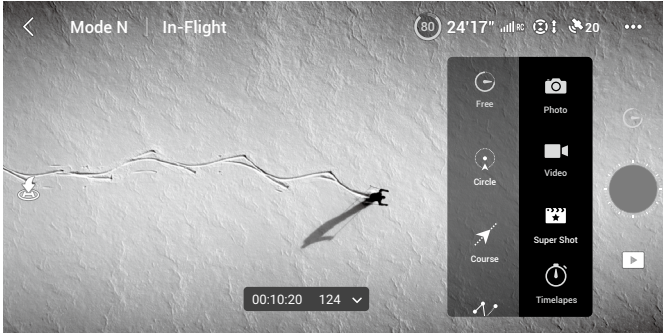 Mode N | In-Flight
80 24'17" RC 20
Free
Photo
Circle
Video
Super Shot
Course
Timelapes
00:10:20 124